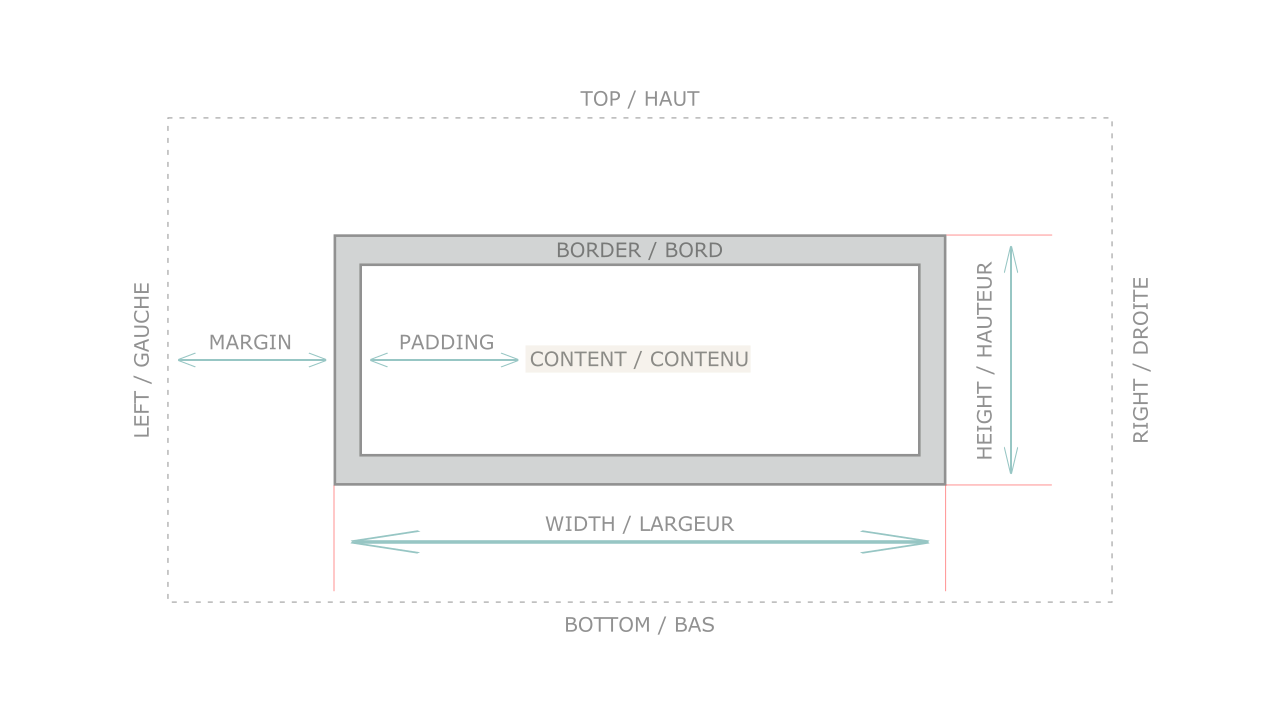 TOP / HAUT
BORDER / BORD
LEFT / GAUCHE
MARGIN
PADDING
CONTENT / CONTENU
HEIGHT / HAUTEUR
RIGHT / DROITE
WIDTH / LARGEUR
BOTTOM / BAS